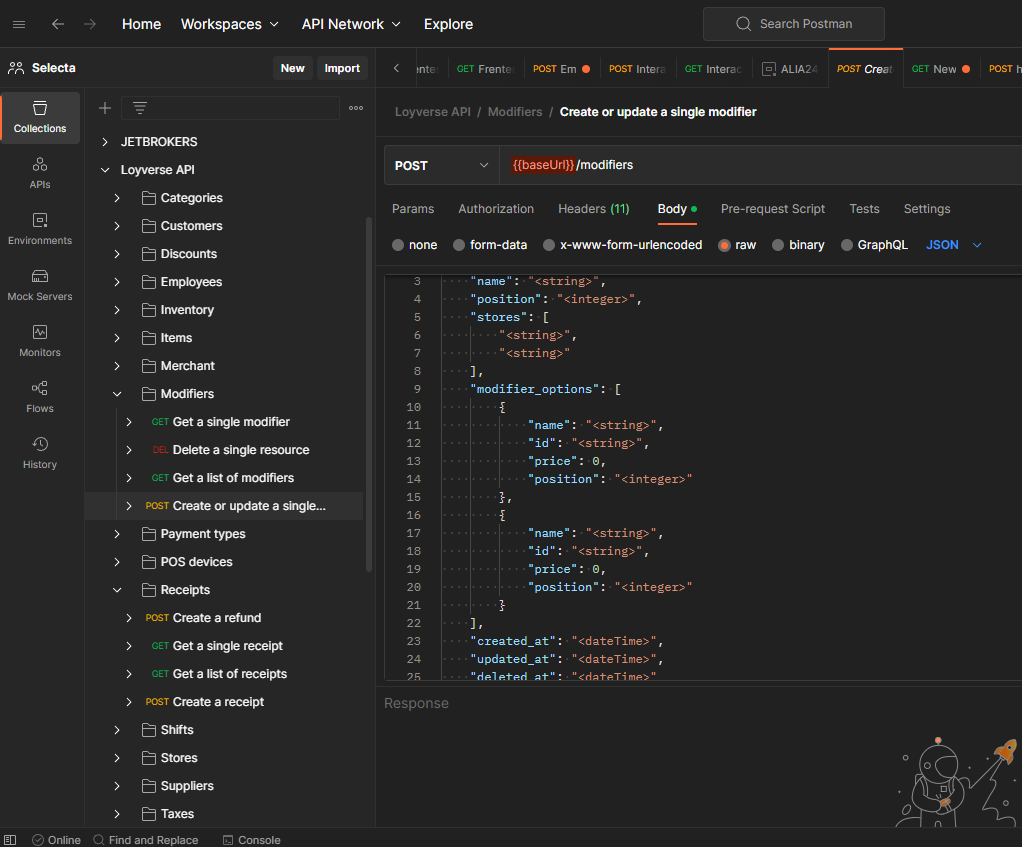 Home Workspaces API Network Explore Search Postman
Selecta New Import
GET Frente POST Em POST Intera GET Interac ALIA24 POST Creat GET New POST
Collections
APIs
Environments
Mock Servers
Monitors
Flows
History
JETBROKERS
Loyverse API
Categories
Customers
Discounts
Employees
Inventory
Items
Merchant
Modifiers
GET Get a single modifier
DEL Delete a single resource
GET Get a list of modifiers
POST Create or update a single...
Payment types
POS devices
Receipts
POST Create a refund
GET Get a single receipt
GET Get a list of receipts
POST Create a receipt
Shifts
Stores
Suppliers
Taxes
Loyverse API / Modifiers / Create or update a single modifier
POST {{baseUrl}}/modifiers
Params Authorization Headers (11) Body Pre-request Script Tests Settings
none form-data x-www-form-urlencoded raw binary GraphQL JSON
3 "name": "<string>",
4 "position": "<integer>",
5 "stores": [
6 "<string>",
7 "<string>"
8 ],
9 "modifier_options": [
10 {
11 "name": "<string>",
12 "id": "<string>",
13 "price": 0,
14 "position": "<integer>"
15 },
16 {
17 "name": "<string>",
18 "id": "<string>",
19 "price": 0,
20 "position": "<integer>"
21 }
22 ],
23 "created_at": "<dateTime>",
24 "updated_at": "<dateTime>",
25 "deleted_at": "<dateTime>"
Response
Online Find and Replace Console